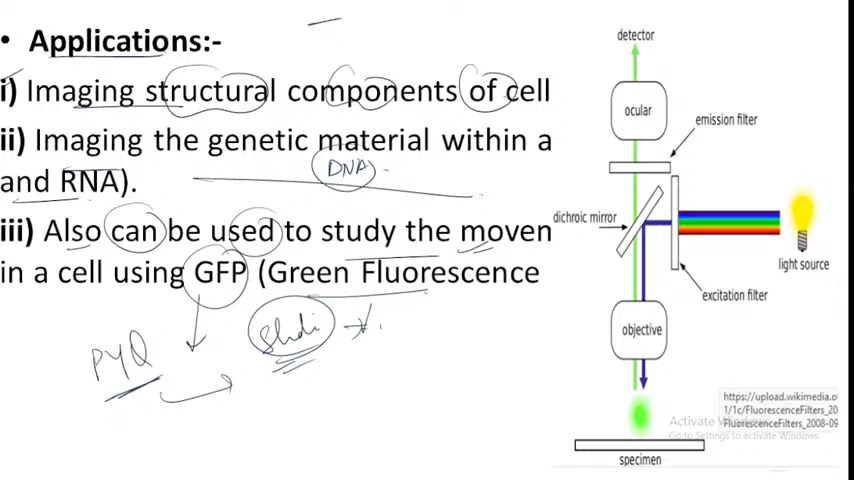 • Applications:-
i) Imaging structural components of cell
ii) Imaging the genetic material within a
DNA
and RNA).
iii) Also can be used to study the moven
in a cell using GFP (Green Fluorescence
PYQ
detector
ocular
emission filter
dichroic mirror
light source
excitation filter
objective
specimen
https://upload.wikimedia.o
1/1c/FluorescenceFilters_20
FluorescenceFilters_2008-09
Activate Windows
Go to Settings to activate Windows.